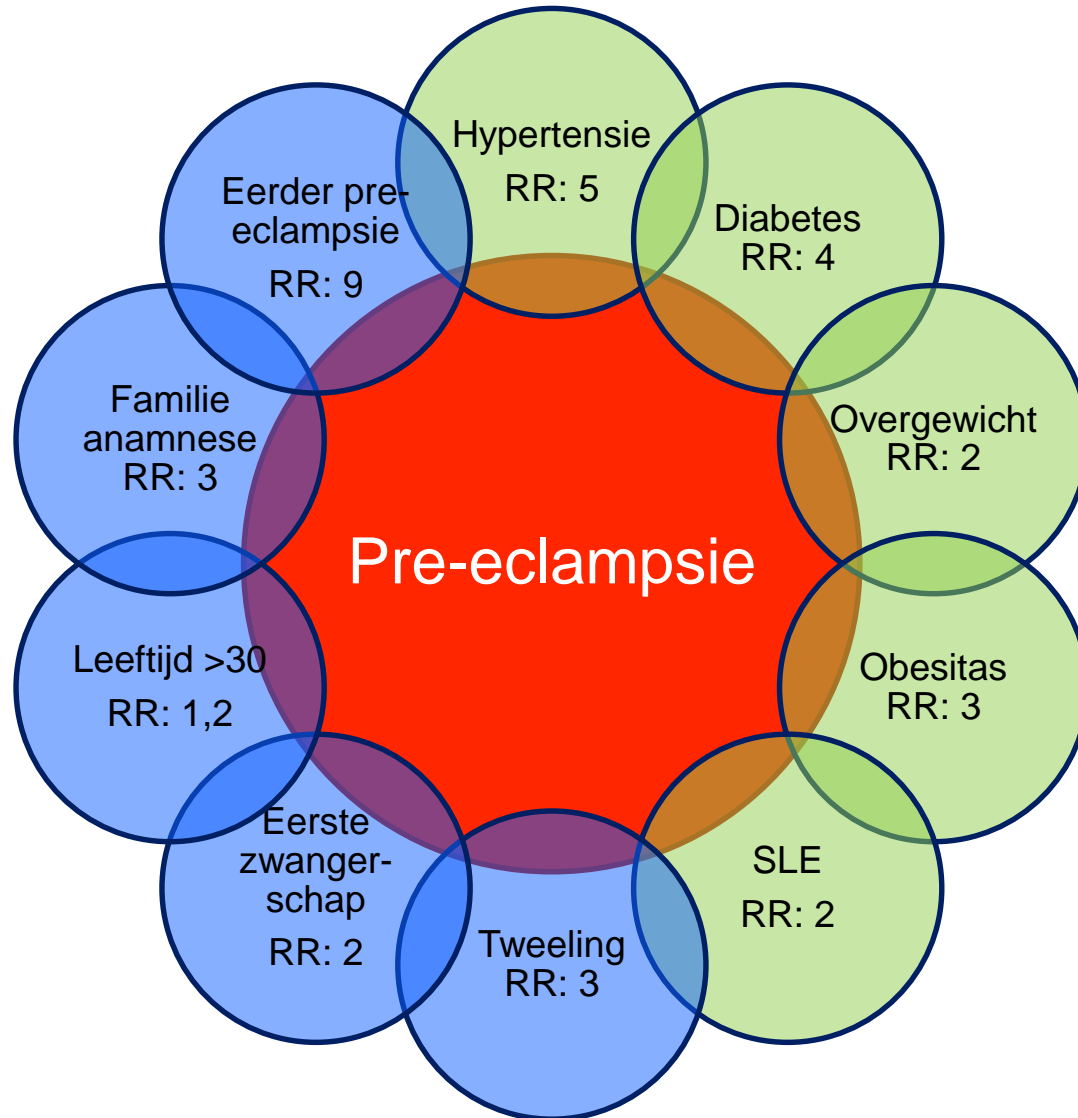 Hypertensie
RR: 5
Diabetes
RR: 4
Overgewicht
RR: 2
Obesitas
RR: 3
SLE
RR: 2
Tweeling
RR: 3
Eerste
zwanger-
schap
RR: 2
Leeftijd >30
RR: 1,2
Familie
anamnese
RR: 3
Eerder pre-
eclampsie
RR: 9
Pre-eclampsie